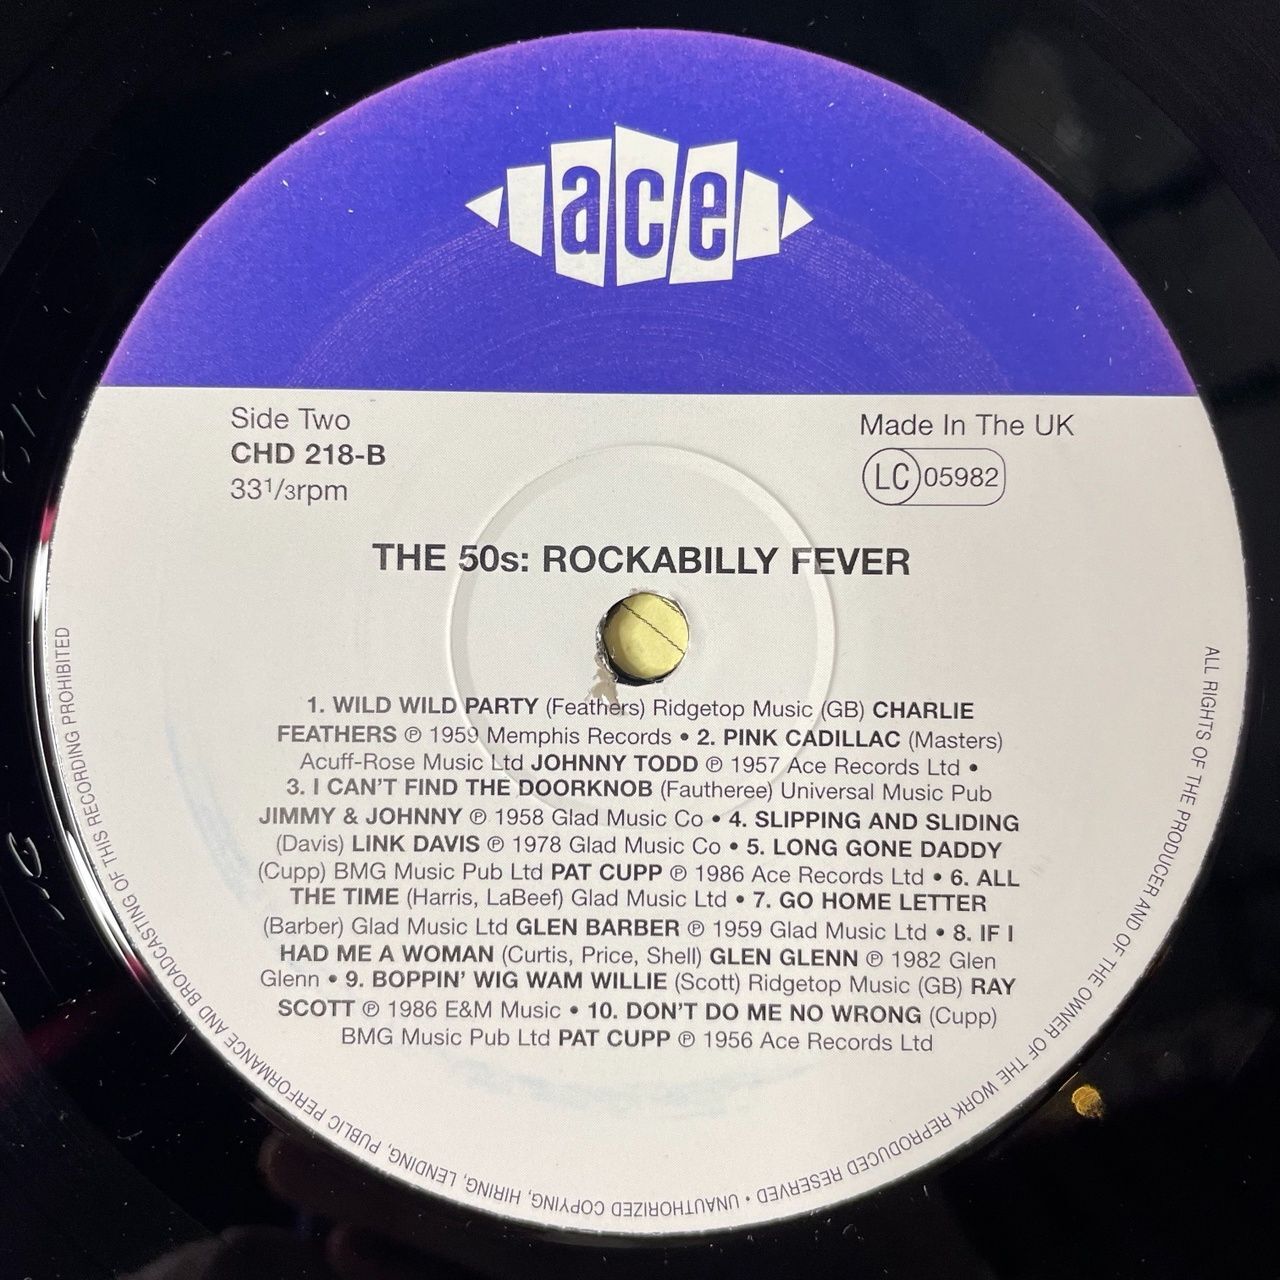 ace
Side Two
CHD 218-B
33 1/3rpm
Made In The UK
LC 05982
THE 50s: ROCKABILLY FEVER
1. WILD WILD PARTY (Feathers) Ridgetop Music (GB) CHARLIE
FEATHERS ℗ 1959 Memphis Records • 2. PINK CADILLAC (Masters)
Acuff-Rose Music Ltd JOHNNY TODD ℗ 1957 Ace Records Ltd •
3. I CAN'T FIND THE DOORKNOB (Fautheree) Universal Music Pub
JIMMY & JOHNNY ℗ 1958 Glad Music Co • 4. SLIPPING AND SLIDING
(Davis) LINK DAVIS ℗ 1978 Glad Music Co • 5. LONG GONE DADDY
(Cupp) BMG Music Pub Ltd PAT CUPP ℗ 1986 Ace Records Ltd • 6. ALL
THE TIME (Harris, LaBeef) Glad Music Ltd • 7. GO HOME LETTER
(Barber) Glad Music Ltd GLEN BARBER ℗ 1959 Glad Music Ltd • 8. IF I
HAD ME A WOMAN (Curtis, Price, Shell) GLEN GLENN ℗ 1982 Glen
Glenn • 9. BOPPIN' WIG WAM WILLIE (Scott) Ridgetop Music (GB) RAY
SCOTT ℗ 1986 E&M Music • 10. DON'T DO ME NO WRONG (Cupp)
BMG Music Pub Ltd PAT CUPP ℗ 1956 Ace Records Ltd
ALL RIGHTS OF THE PRODUCER AND OF THE OWNER OF THE WORK REPRODUCED RESERVED • UNAUTHORIZED COPYING, HIRING, LENDING, PUBLIC PERFORMANCE AND BROADCASTING OF THIS RECORDING PROHIBITED